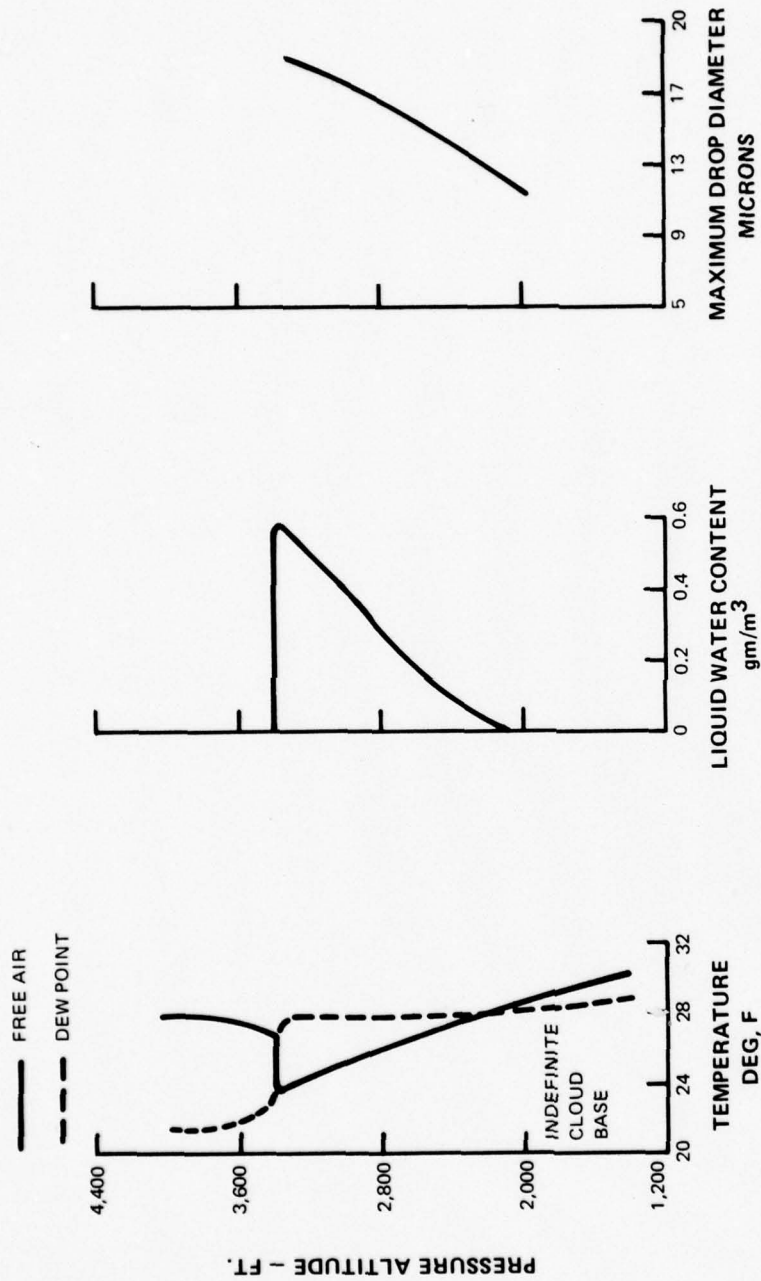 FREE AIR
DEW POINT
PRESSURE ALTITUDE – FT.
4,400
3,600
2,800
2,000
1,200
INDEFINITE
CLOUD
BASE
20
24
28
32
TEMPERATURE
DEG, F
0
0.2
0.4
0.6
LIQUID WATER CONTENT
gm/m³
5
9
13
17
20
MAXIMUM DROP DIAMETER
MICRONS